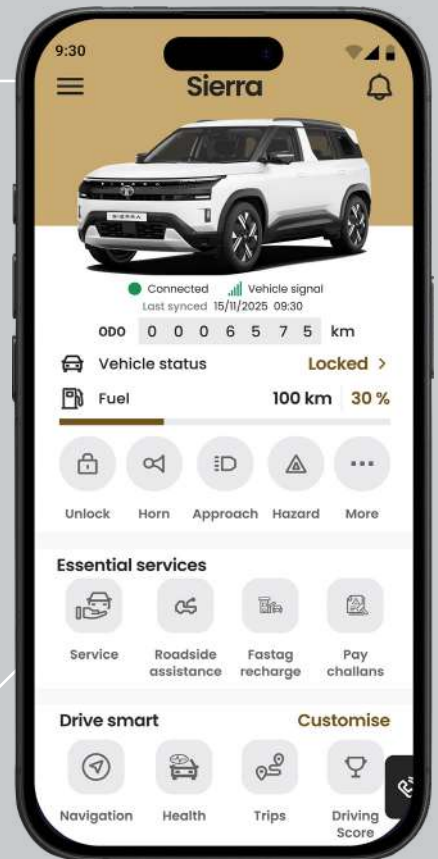 9:30
Sierra
SIERRA
Connected Vehicle signal
Last synced 15/11/2025 09:30
ODO 0 0 0 6 5 7 5 km
Vehicle status Locked >
Fuel 100 km 30 %
Unlock Horn Approach Hazard More
Essential services
Service Roadside assistance Fastag recharge Pay challans
Drive smart Customise
Navigation Health Trips Driving Score